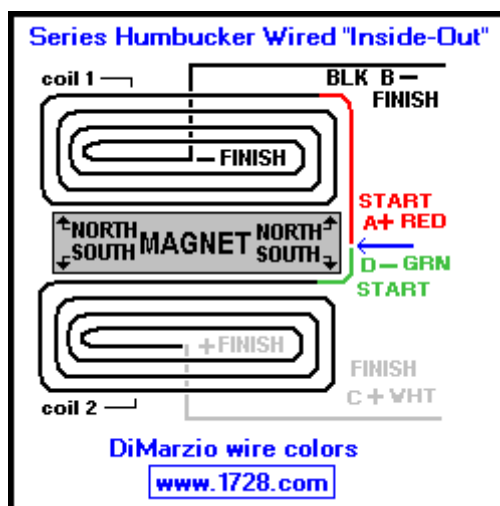 Series Humbucker Wired "Inside-Out"
coil 1
BLK B –
FINISH
– FINISH
START
A+ RED
NORTH
SOUTH
MAGNET
NORTH
SOUTH
D– GRN
START
+ FINISH
FINISH
C + WHT
coil 2
DiMarzio wire colors
www.1728.com